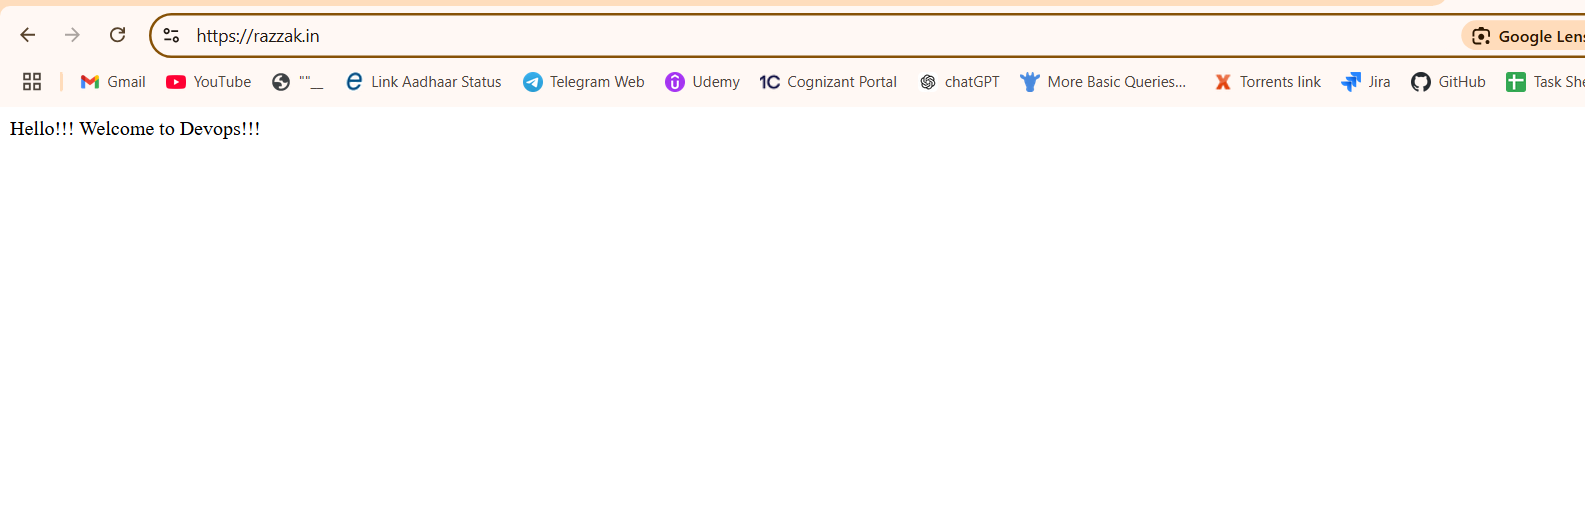 https://razzak.in Google Lens
Gmail YouTube ""__ Link Aadhaar Status Telegram Web Udemy Cognizant Portal chatGPT More Basic Queries... Torrents link Jira GitHub Task She
Hello!!! Welcome to Devops!!!